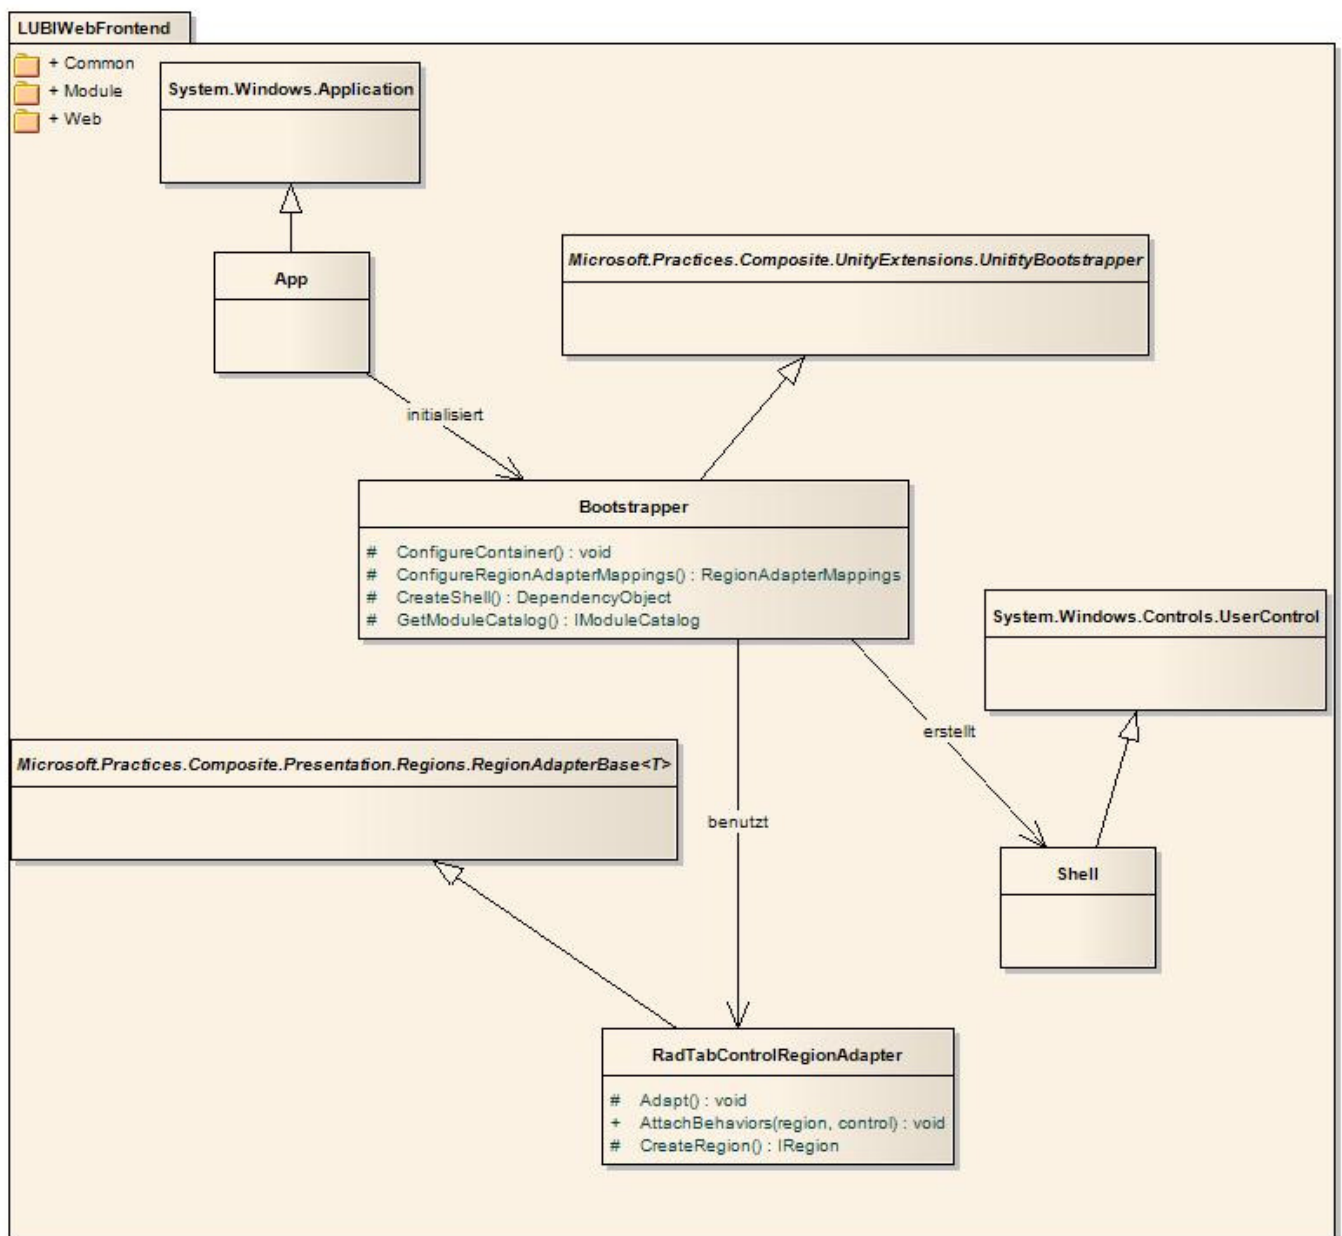 LUBIWebFrontend
+ Common
+ Module
+ Web
System.Windows.Application
App
Microsoft.Practices.Composite.UnityExtensions.UnitityBootstrapper
initialisiert
Bootstrapper
# ConfigureContainer() : void
# ConfigureRegionAdapterMappings() : RegionAdapterMappings
# CreateShell() : DependencyObject
# GetModuleCatalog() : IModuleCatalog
System.Windows.Controls.UserControl
erstellt
Microsoft.Practices.Composite.Presentation.Regions.RegionAdapterBase<T>
benutzt
Shell
RadTabControlRegionAdapter
# Adapt() : void
+ AttachBehaviors(region, control) : void
# CreateRegion() : IRegion